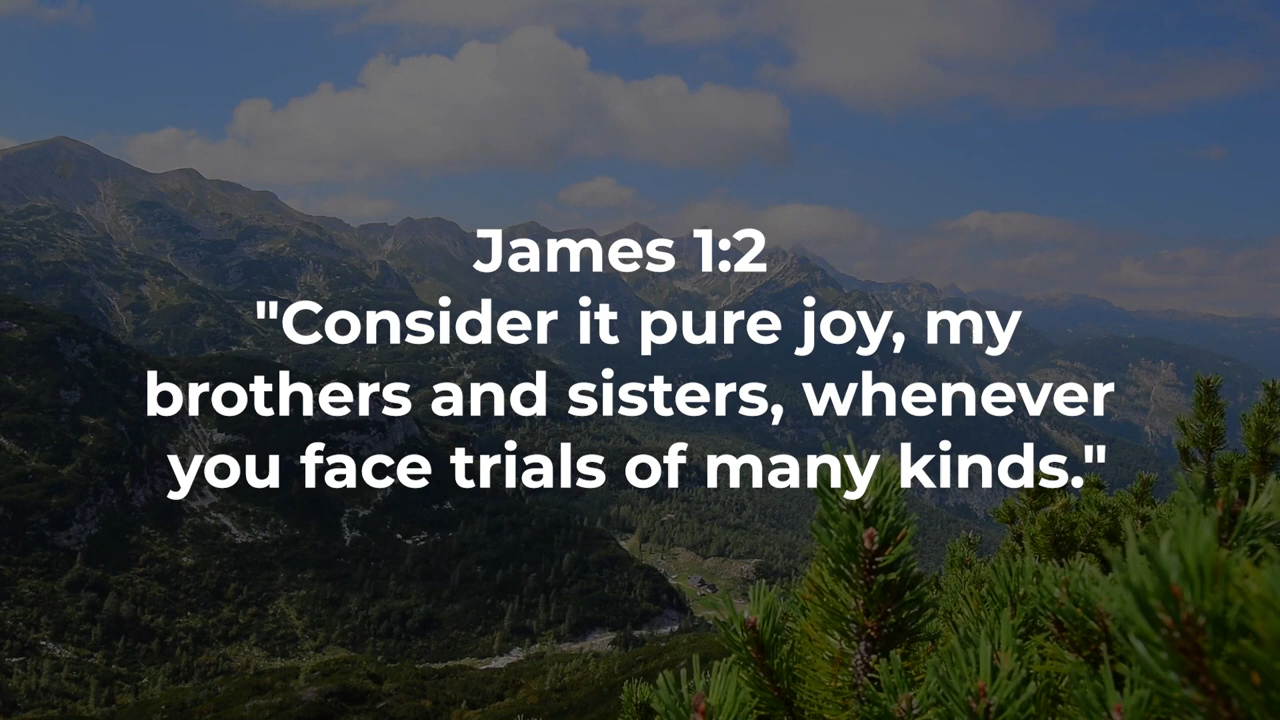 James 1:2
"Consider it pure joy, my
brothers and sisters, whenever
you face trials of many kinds."